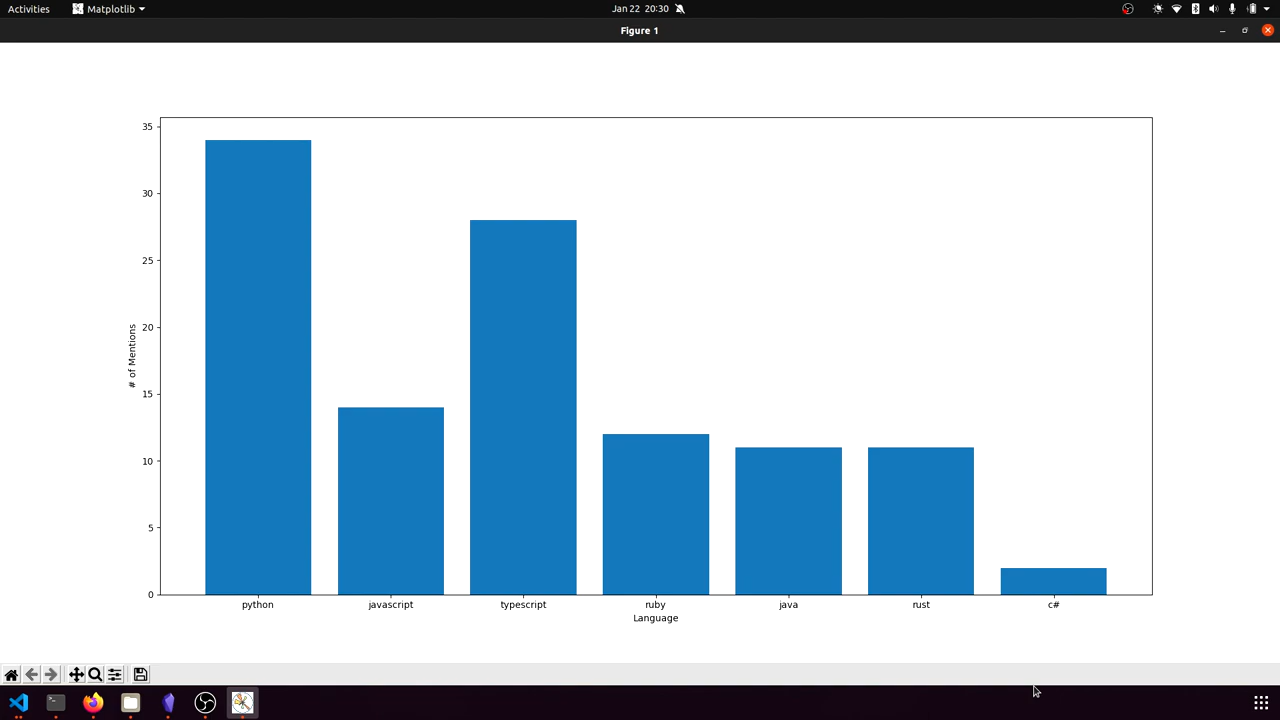 Activities
Matplotlib
Jan 22 20:30
Figure 1
35
30
25
20
15
10
5
0
# of Mentions
python javascript typescript ruby java rust c#
Language